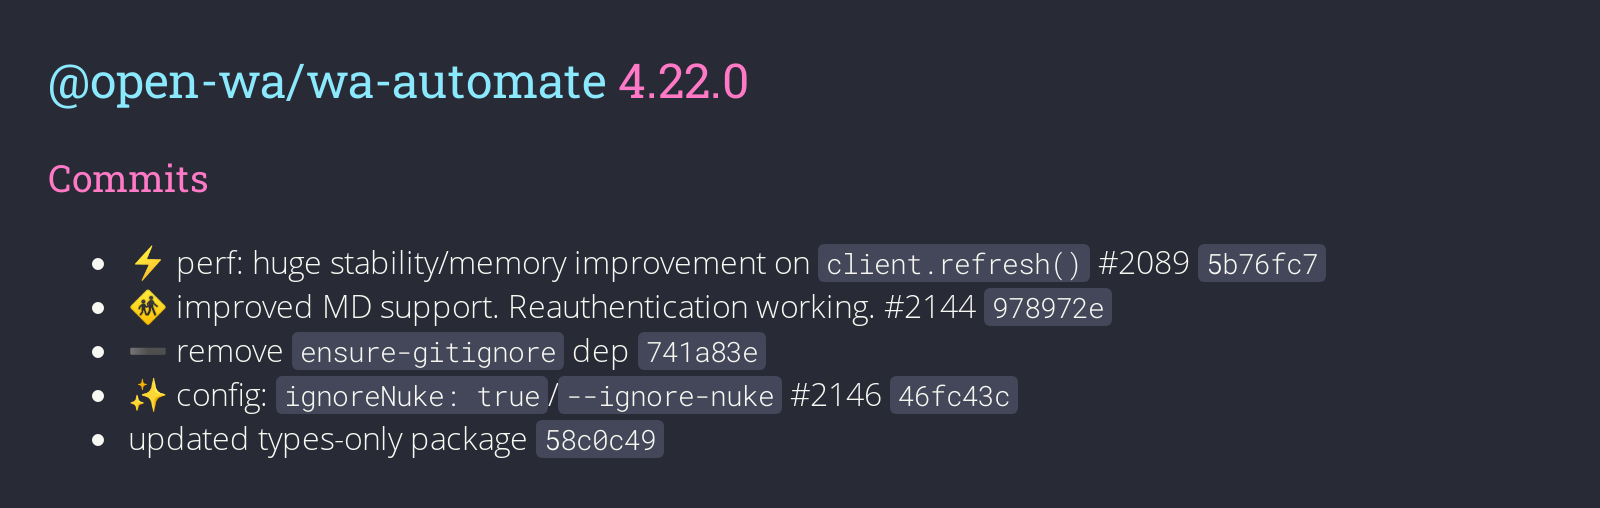 @open-wa/wa-automate 4.22.0
Commits
⚡ perf: huge stability/memory improvement on client.refresh() #2089 5b76fc7
🚸 improved MD support. Reauthentication working. #2144 978972e
➖ remove ensure-gitignore dep 741a83e
✨ config: ignoreNuke: true/--ignore-nuke #2146 46fc43c
updated types-only package 58c0c49